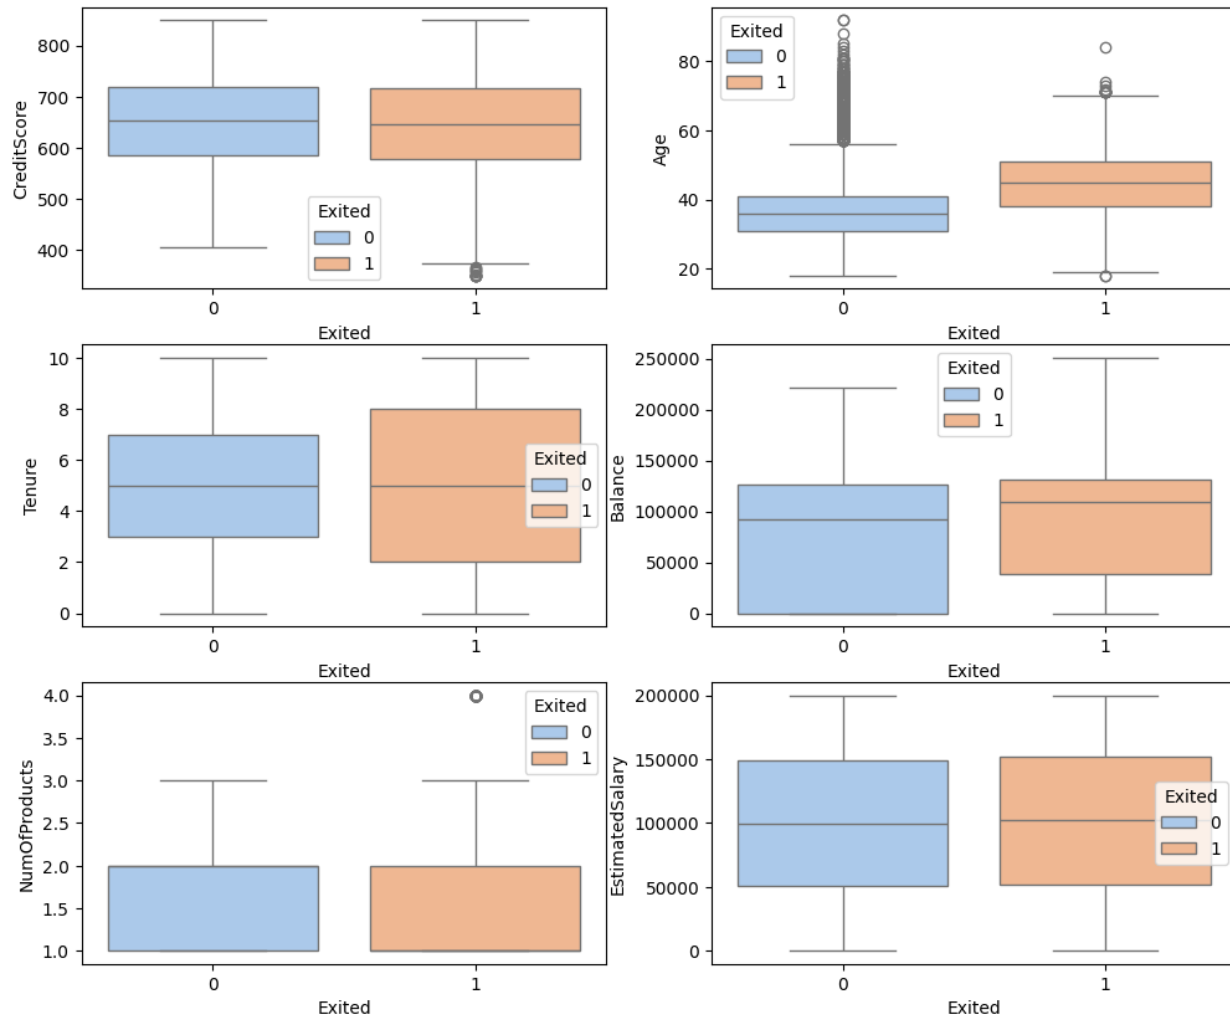 CreditScore
800
700
600
500
400
Exited
0
1
0 1
Exited
Age
80
60
40
20
Exited
0
1
0 1
Exited
Tenure
10
8
6
4
2
0
Exited
0
1
0 1
Exited
Balance
250000
200000
150000
100000
50000
0
Exited
0
1
0 1
Exited
NumOfProducts
4.0
3.5
3.0
2.5
2.0
1.5
1.0
Exited
0
1
0 1
Exited
EstimatedSalary
200000
150000
100000
50000
0
Exited
0
1
0 1
Exited